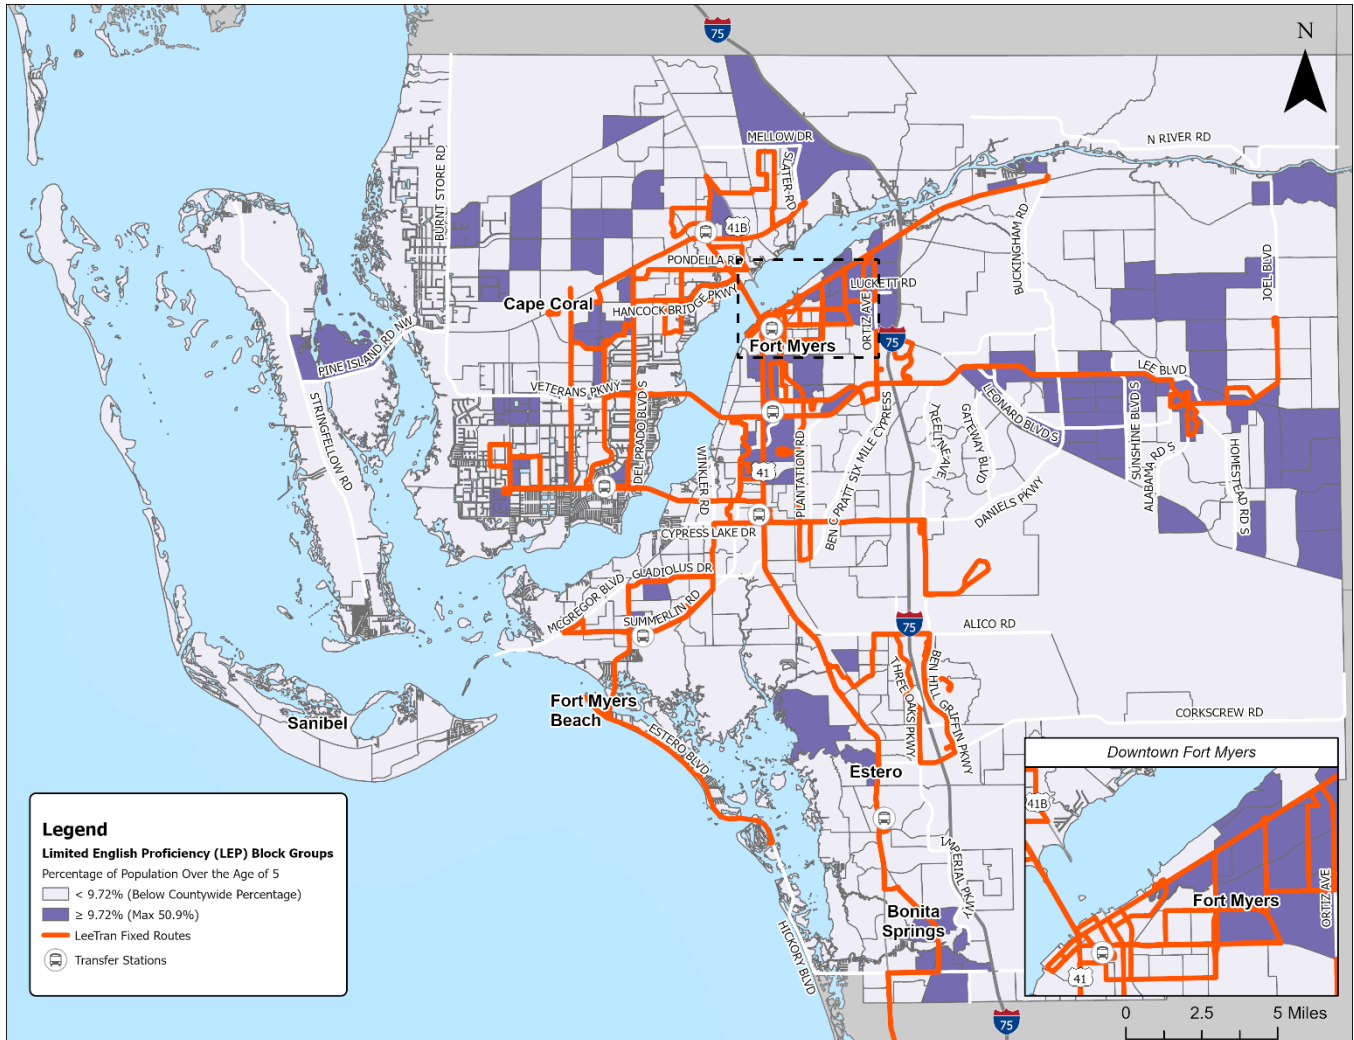 75
N
MELLOW DR
N RIVER RD
SLATER RD
BURNT STORE RD
41B
BUCKINGHAM RD
JOEL BLVD
PONDELLA RD
LUCKETT RD
Cape Coral
HANCOCK BRIDGE PKWY
ORTIZ AVE
PINE ISLAND RD NW
Fort Myers
75
LEE BLVD
VETERANS PKWY
DEL PRADO BLVD S
LEONARD BLVD S
STRINGFELLOW RD
TREELINE AVE
GATEWAY BLVD
SUNSHINE BLVD S
ALABAMA RD S
HOMESTEAD RD S
WINKLER RD
41
PLANTATION RD
BEN C PRATT SIX MILE CYPRESS
DANIELS PKWY
CYPRESS LAKE DR
MCGREGOR BLVD
GLADIOLUS DR
SUMMERLIN RD
75
ALICO RD
THREE OAKS PKWY
BEN HILL GRIFFIN PKWY
Fort Myers
Beach
Sanibel
CORKSCREW RD
ESTERO BLVD
Estero
IMPERIAL PKWY
Bonita
Springs
HICKORY BLVD
75
Downtown Fort Myers
41B
Fort Myers
ORTIZ AVE
41
0 2.5 5 Miles
Legend
Limited English Proficiency (LEP) Block Groups
Percentage of Population Over the Age of 5
< 9.72% (Below Countywide Percentage)
≥ 9.72% (Max 50.9%)
LeeTran Fixed Routes
Transfer Stations